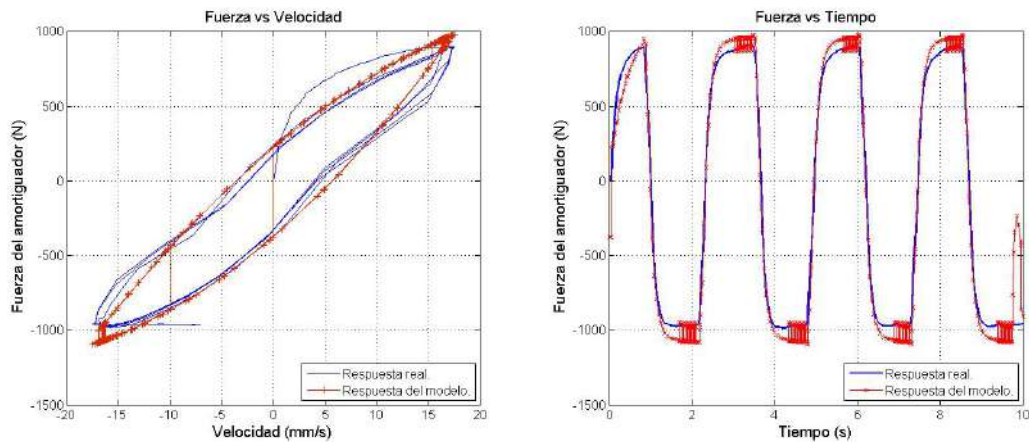 Fuerza vs Velocidad
Fuerza del amortiguador (N)
1000
500
0
-500
-1000
-1500
-20
-15
-10
-5
0
5
10
15
20
Velocidad (mm/s)
Respuesta real.
Respuesta del modelo.
Fuerza vs Tiempo
Fuerza del amortiguador (N)
1000
500
0
-500
-1000
-1500
0
2
4
6
8
10
Tiempo (s)
Respuesta real.
Respuesta del modelo.